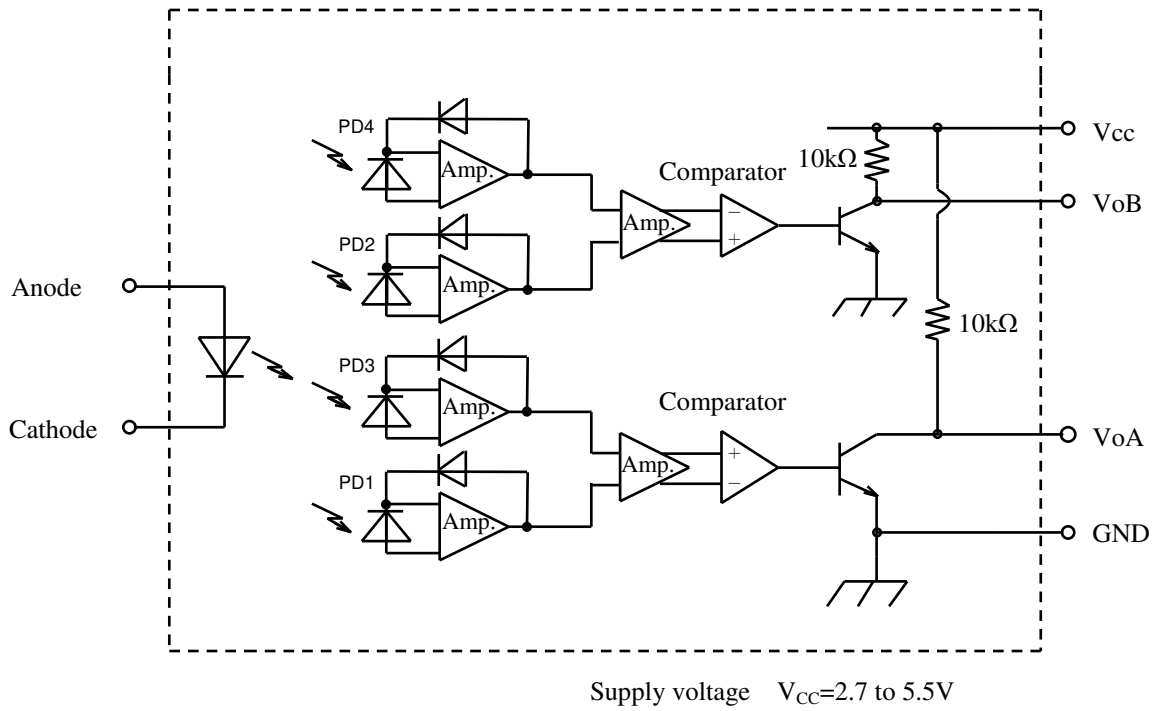 PD4
Amp.
Comparator
10kΩ
Vcc
VoB
−
+
Amp.
PD2
Amp.
Anode
10kΩ
PD3
Amp.
Comparator
Cathode
VoA
+
−
Amp.
PD1
Amp.
GND
Supply voltage VCC=2.7 to 5.5V